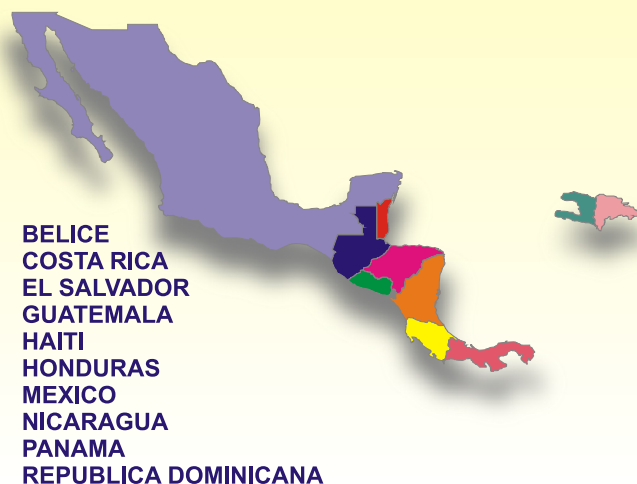 BELICE
COSTA RICA
EL SALVADOR
GUATEMALA
HAITI
HONDURAS
MEXICO
NICARAGUA
PANAMA
REPUBLICA DOMINICANA